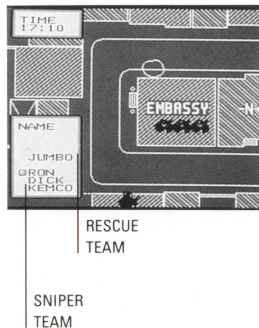 TIME
17:10
EMBASSY
-N-
NAME
JUMBO
RON
DICK
KEMCO
RESCUE
TEAM
SNIPER
TEAM